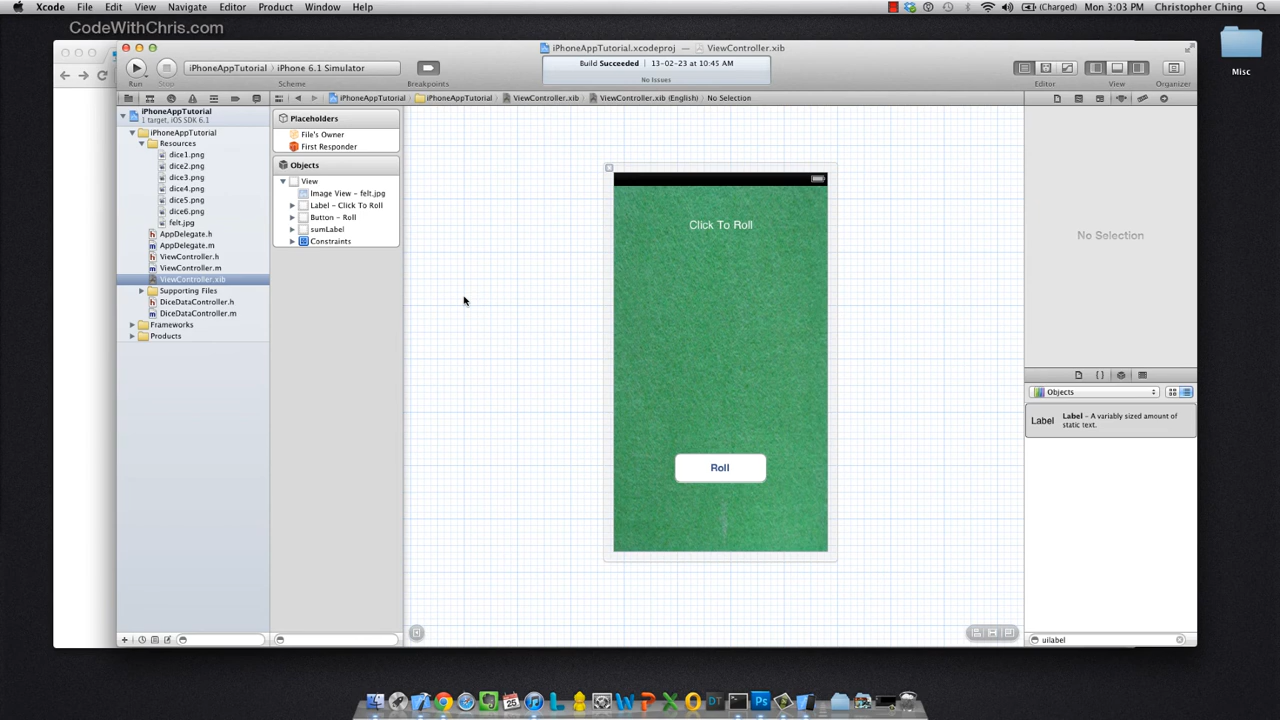 Xcode File Edit View Navigate Editor Product Window Help (Charged) Mon 3:03 PM Christopher Ching
CodeWithChris.com
iPhoneAppTutorial.xcodeproj — ViewController.xib
iPhoneAppTutorial › iPhone 6.1 Simulator
Build Succeeded | 13-02-23 at 10:45 AM
No Issues
Run Stop Scheme Breakpoints Editor View Organizer
Misc
iPhoneAppTutorial › iPhoneAppTutorial › ViewController.xib › ViewController.xib (English) › No Selection
iPhoneAppTutorial
1 target, iOS SDK 6.1
iPhoneAppTutorial
Resources
dice1.png
dice2.png
dice3.png
dice4.png
dice5.png
dice6.png
felt.jpg
AppDelegate.h
AppDelegate.m
ViewController.h
ViewController.m
ViewController.xib
Supporting Files
DiceDataController.h
DiceDataController.m
Frameworks
Products
Placeholders
File's Owner
First Responder
Objects
View
Image View – felt.jpg
Label – Click To Roll
Button – Roll
sumLabel
Constraints
Click To Roll
Roll
No Selection
Objects
Label
Label – A variably sized amount of
static text.
uilabel